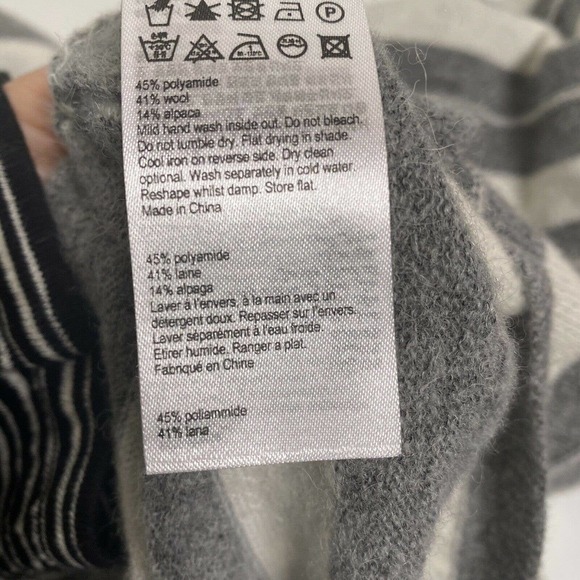 P
45% polyamide
41% wool
14% alpaca
Mild hand wash inside out. Do not bleach.
Do not tumble dry. Flat drying in shade.
Cool iron on reverse side. Dry clean
optional. Wash separately in cold water.
Reshape whilst damp. Store flat.
Made in China
45% polyamide
41% laine
14% alpaga
Laver à l'envers, à la main avec un
détergent doux. Repasser sur l'envers.
Laver séparément à l'eau froide.
Etirer humide. Ranger a plat.
Fabriqué en Chine
45% poliammide
41% lana